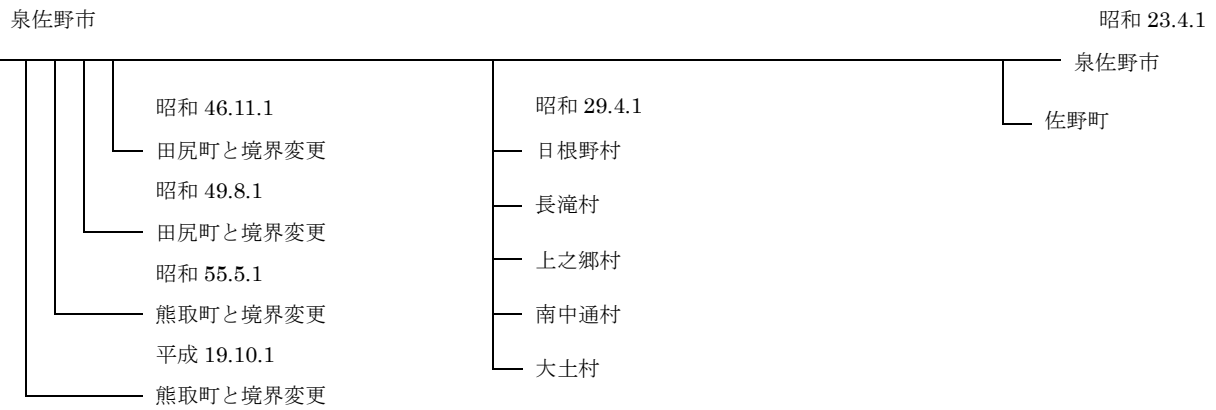 泉佐野市
昭和 23.4.1
泉佐野市
佐野町
昭和 29.4.1
日根野村
長滝村
上之郷村
南中通村
大土村
昭和 46.11.1
田尻町と境界変更
昭和 49.8.1
田尻町と境界変更
昭和 55.5.1
熊取町と境界変更
平成 19.10.1
熊取町と境界変更